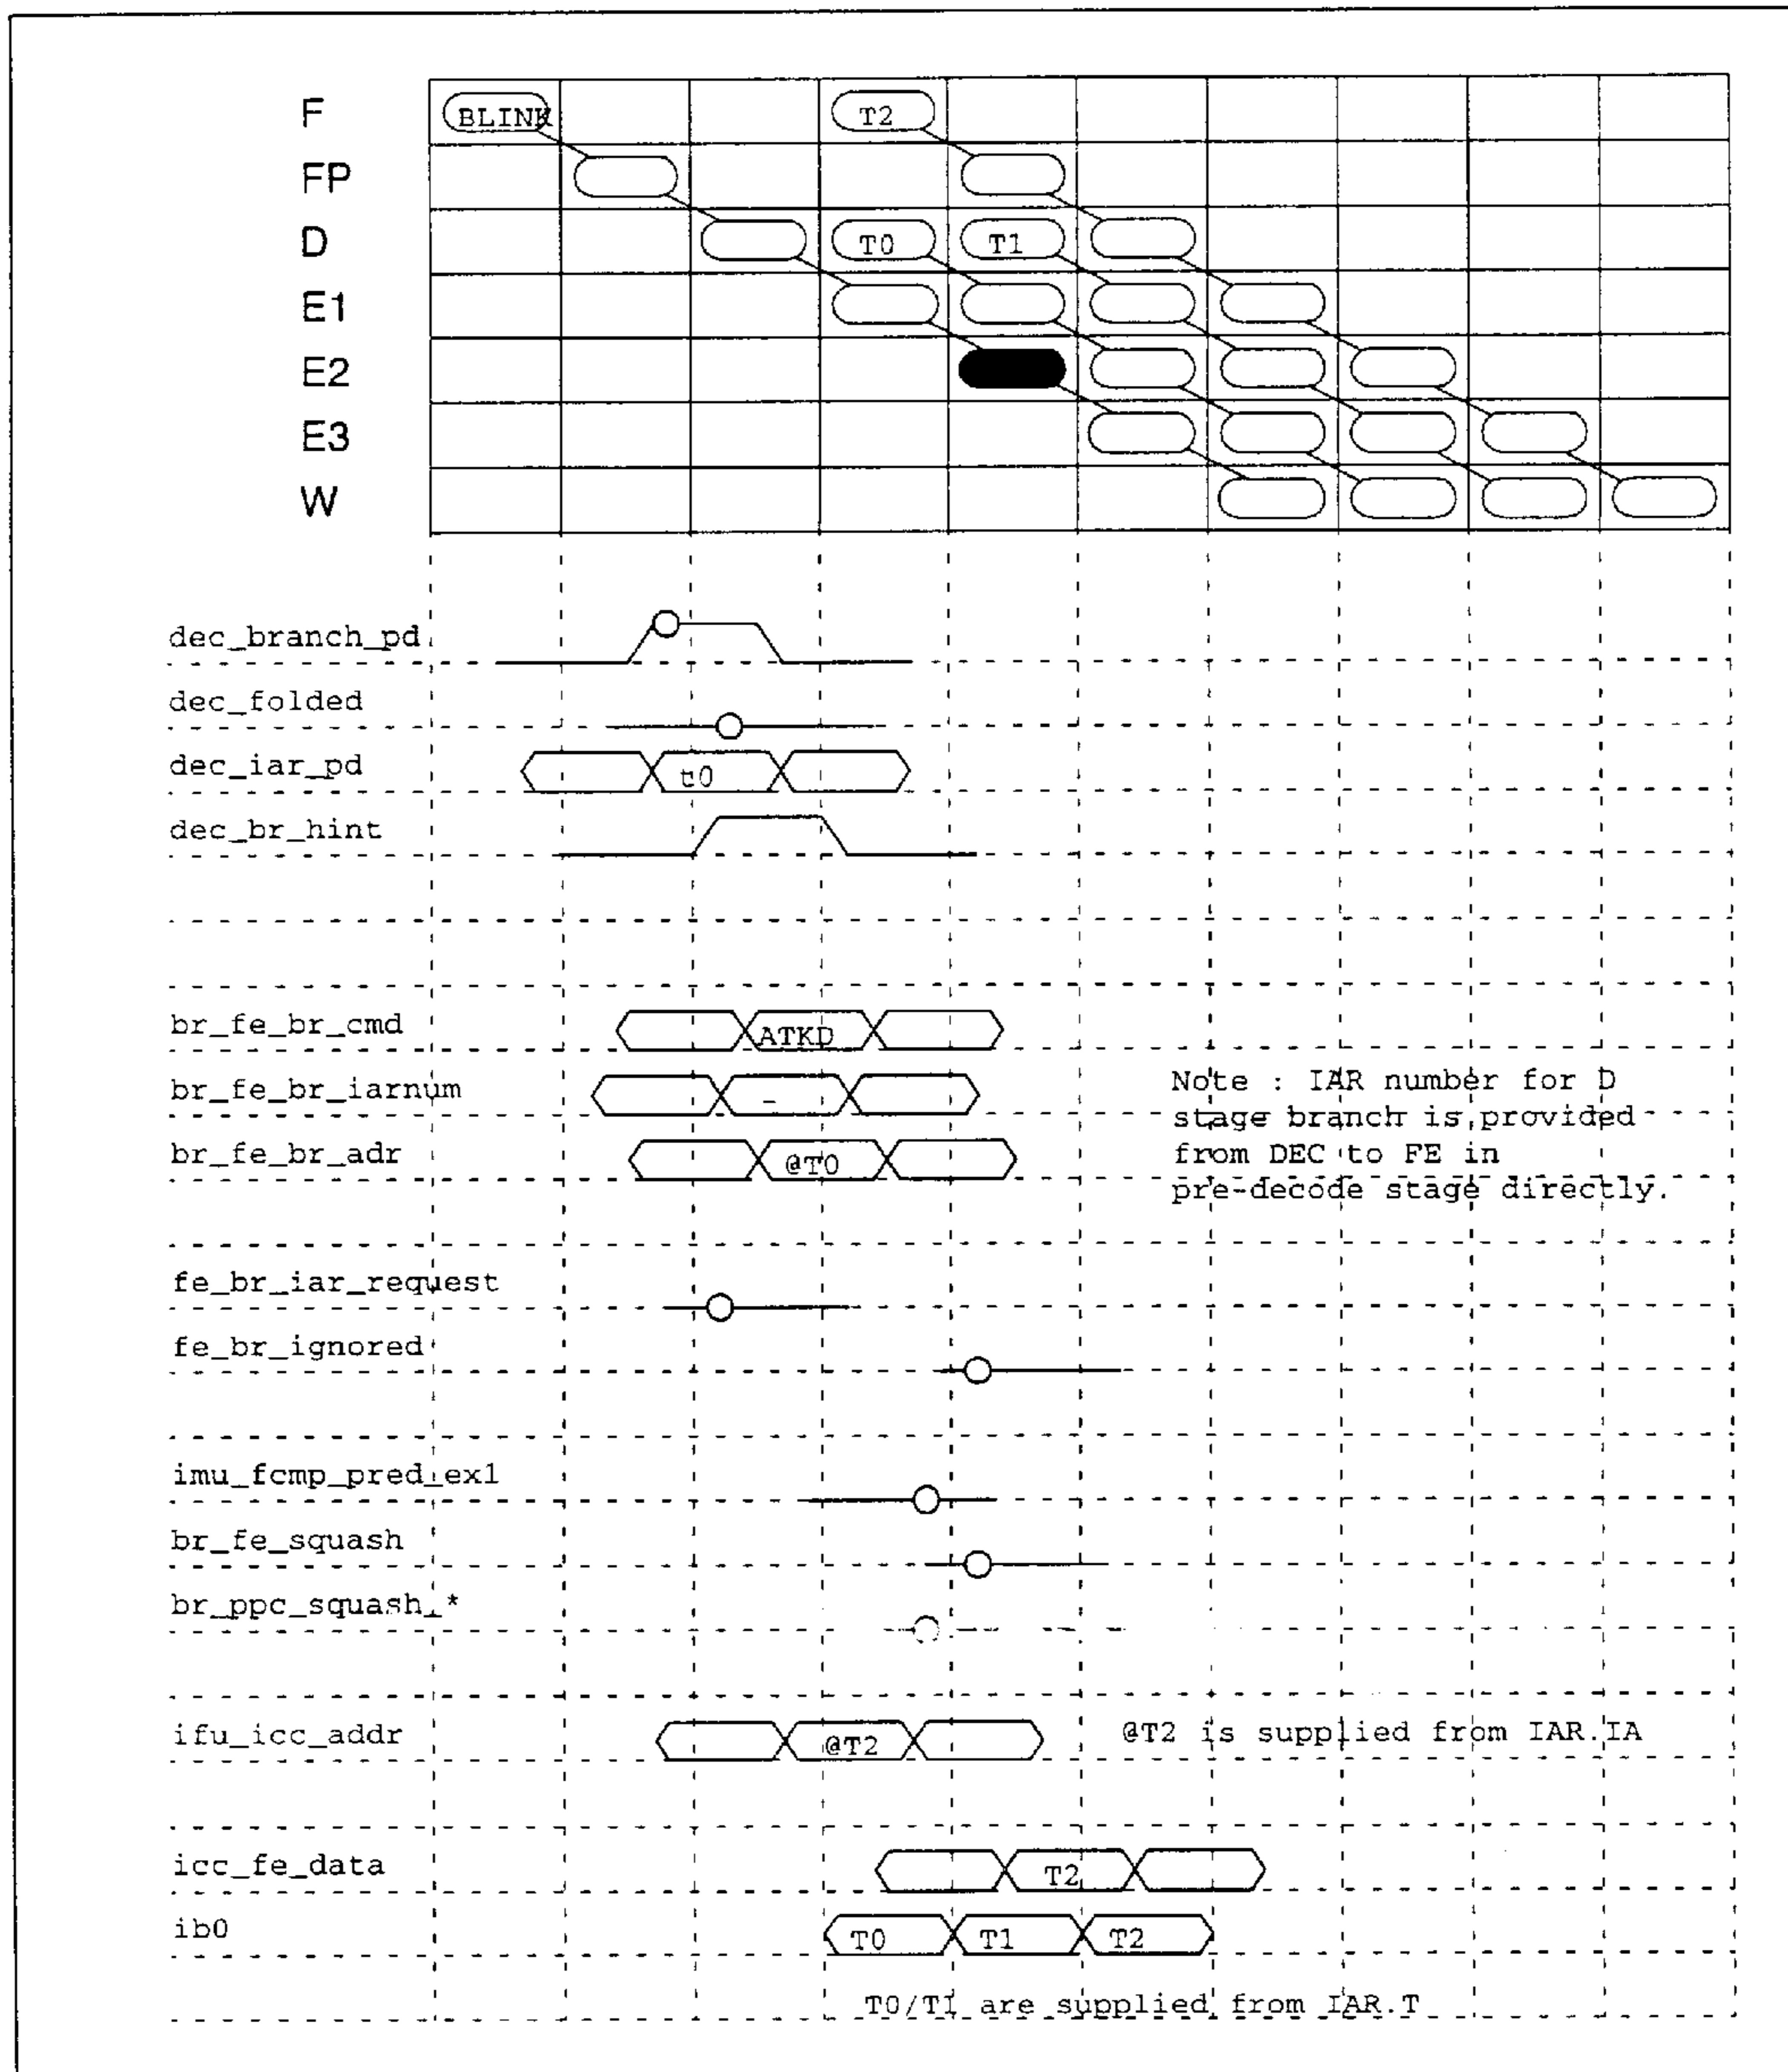 F BLINK T2
FP
D T0 T1
E1
E2
E3
W
dec_branch_pd
dec_folded
dec_iar_pd t0
dec_br_hint
br_fe_br_cmd ATKD
br_fe_br_iarnum -
Note : IAR number for D
stage branch is provided
br_fe_br_adr @T0
from DEC to FE in
pre-decode stage directly.
fe_br_iar_request
fe_br_ignored
imu_fcmp_pred_ex1
br_fe_squash
br_ppc_squash_*
ifu_icc_addr @T2 @T2 is supplied from IAR.IA
icc_fe_data T2
ib0 T0 T1 T2
T0/T1 are supplied from IAR.T